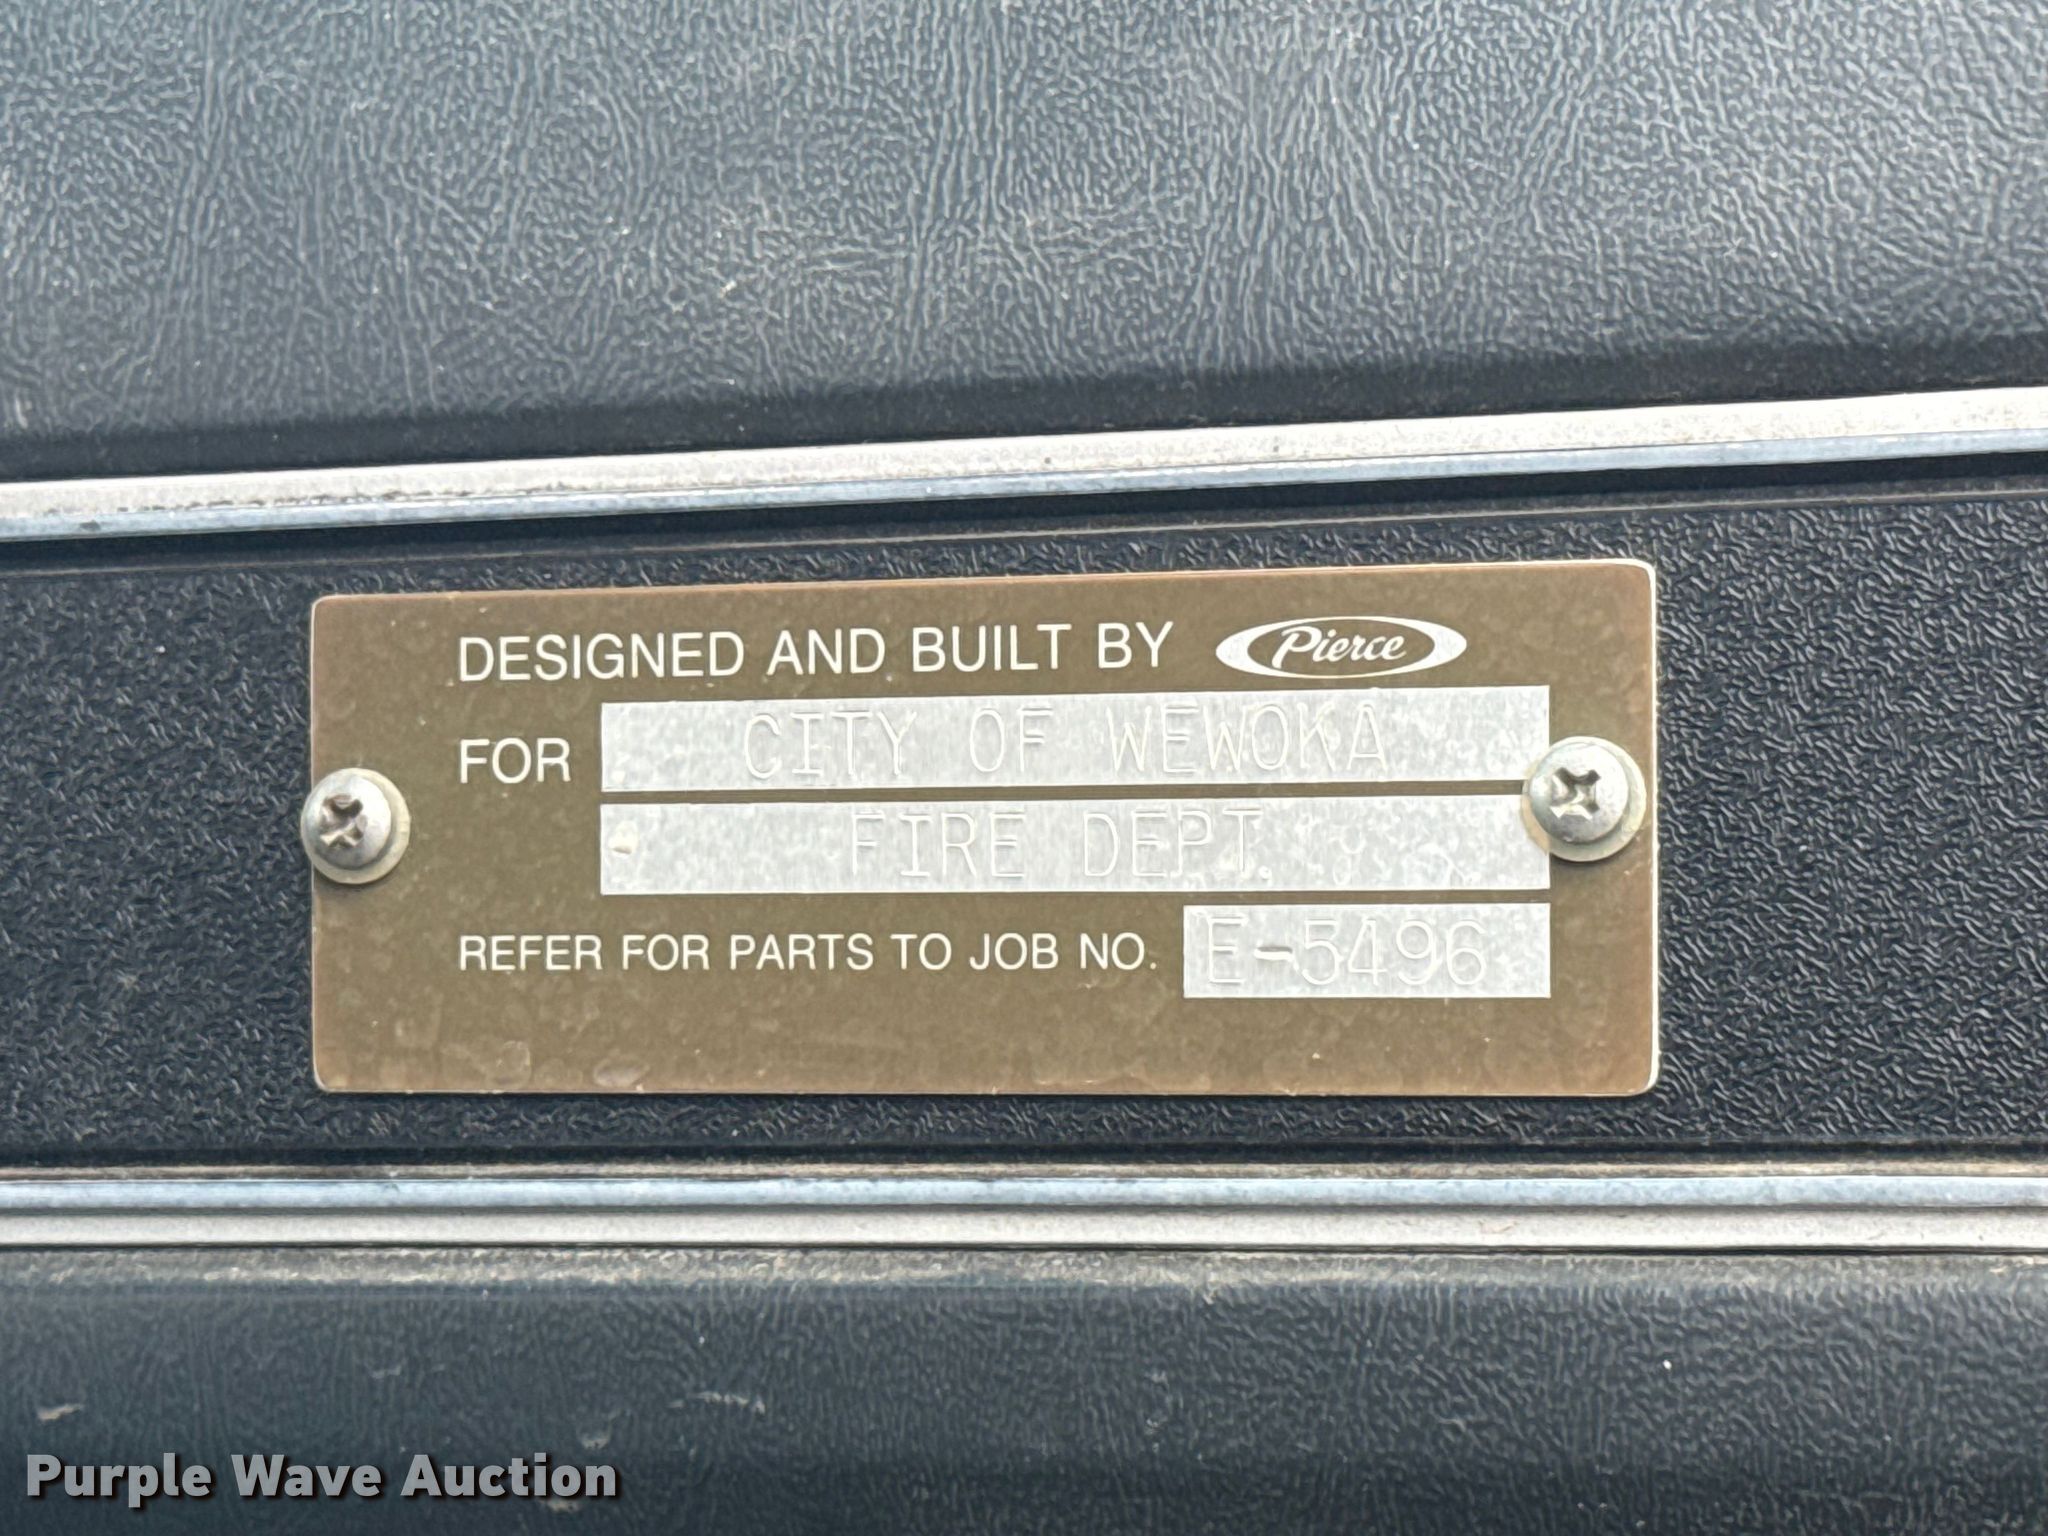 DESIGNED AND BUILT BY Pierce
FOR CITY OF WEWOKA
FIRE DEPT.
REFER FOR PARTS TO JOB NO. E-5496
Purple Wave Auction